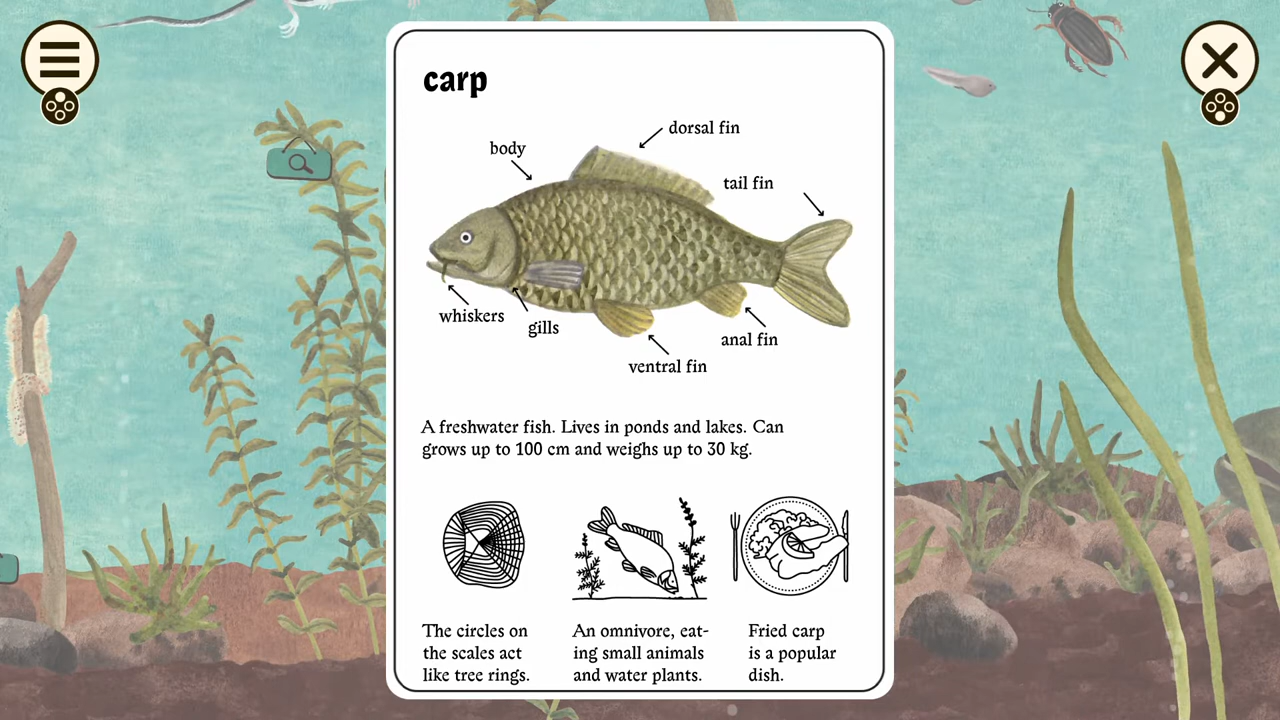 carp
dorsal fin
body
tail fin
whiskers
gills
anal fin
ventral fin
A freshwater fish. Lives in ponds and lakes. Can
grows up to 100 cm and weighs up to 30 kg.
The circles on
the scales act
like tree rings.
An omnivore, eat-
ing small animals
and water plants.
Fried carp
is a popular
dish.